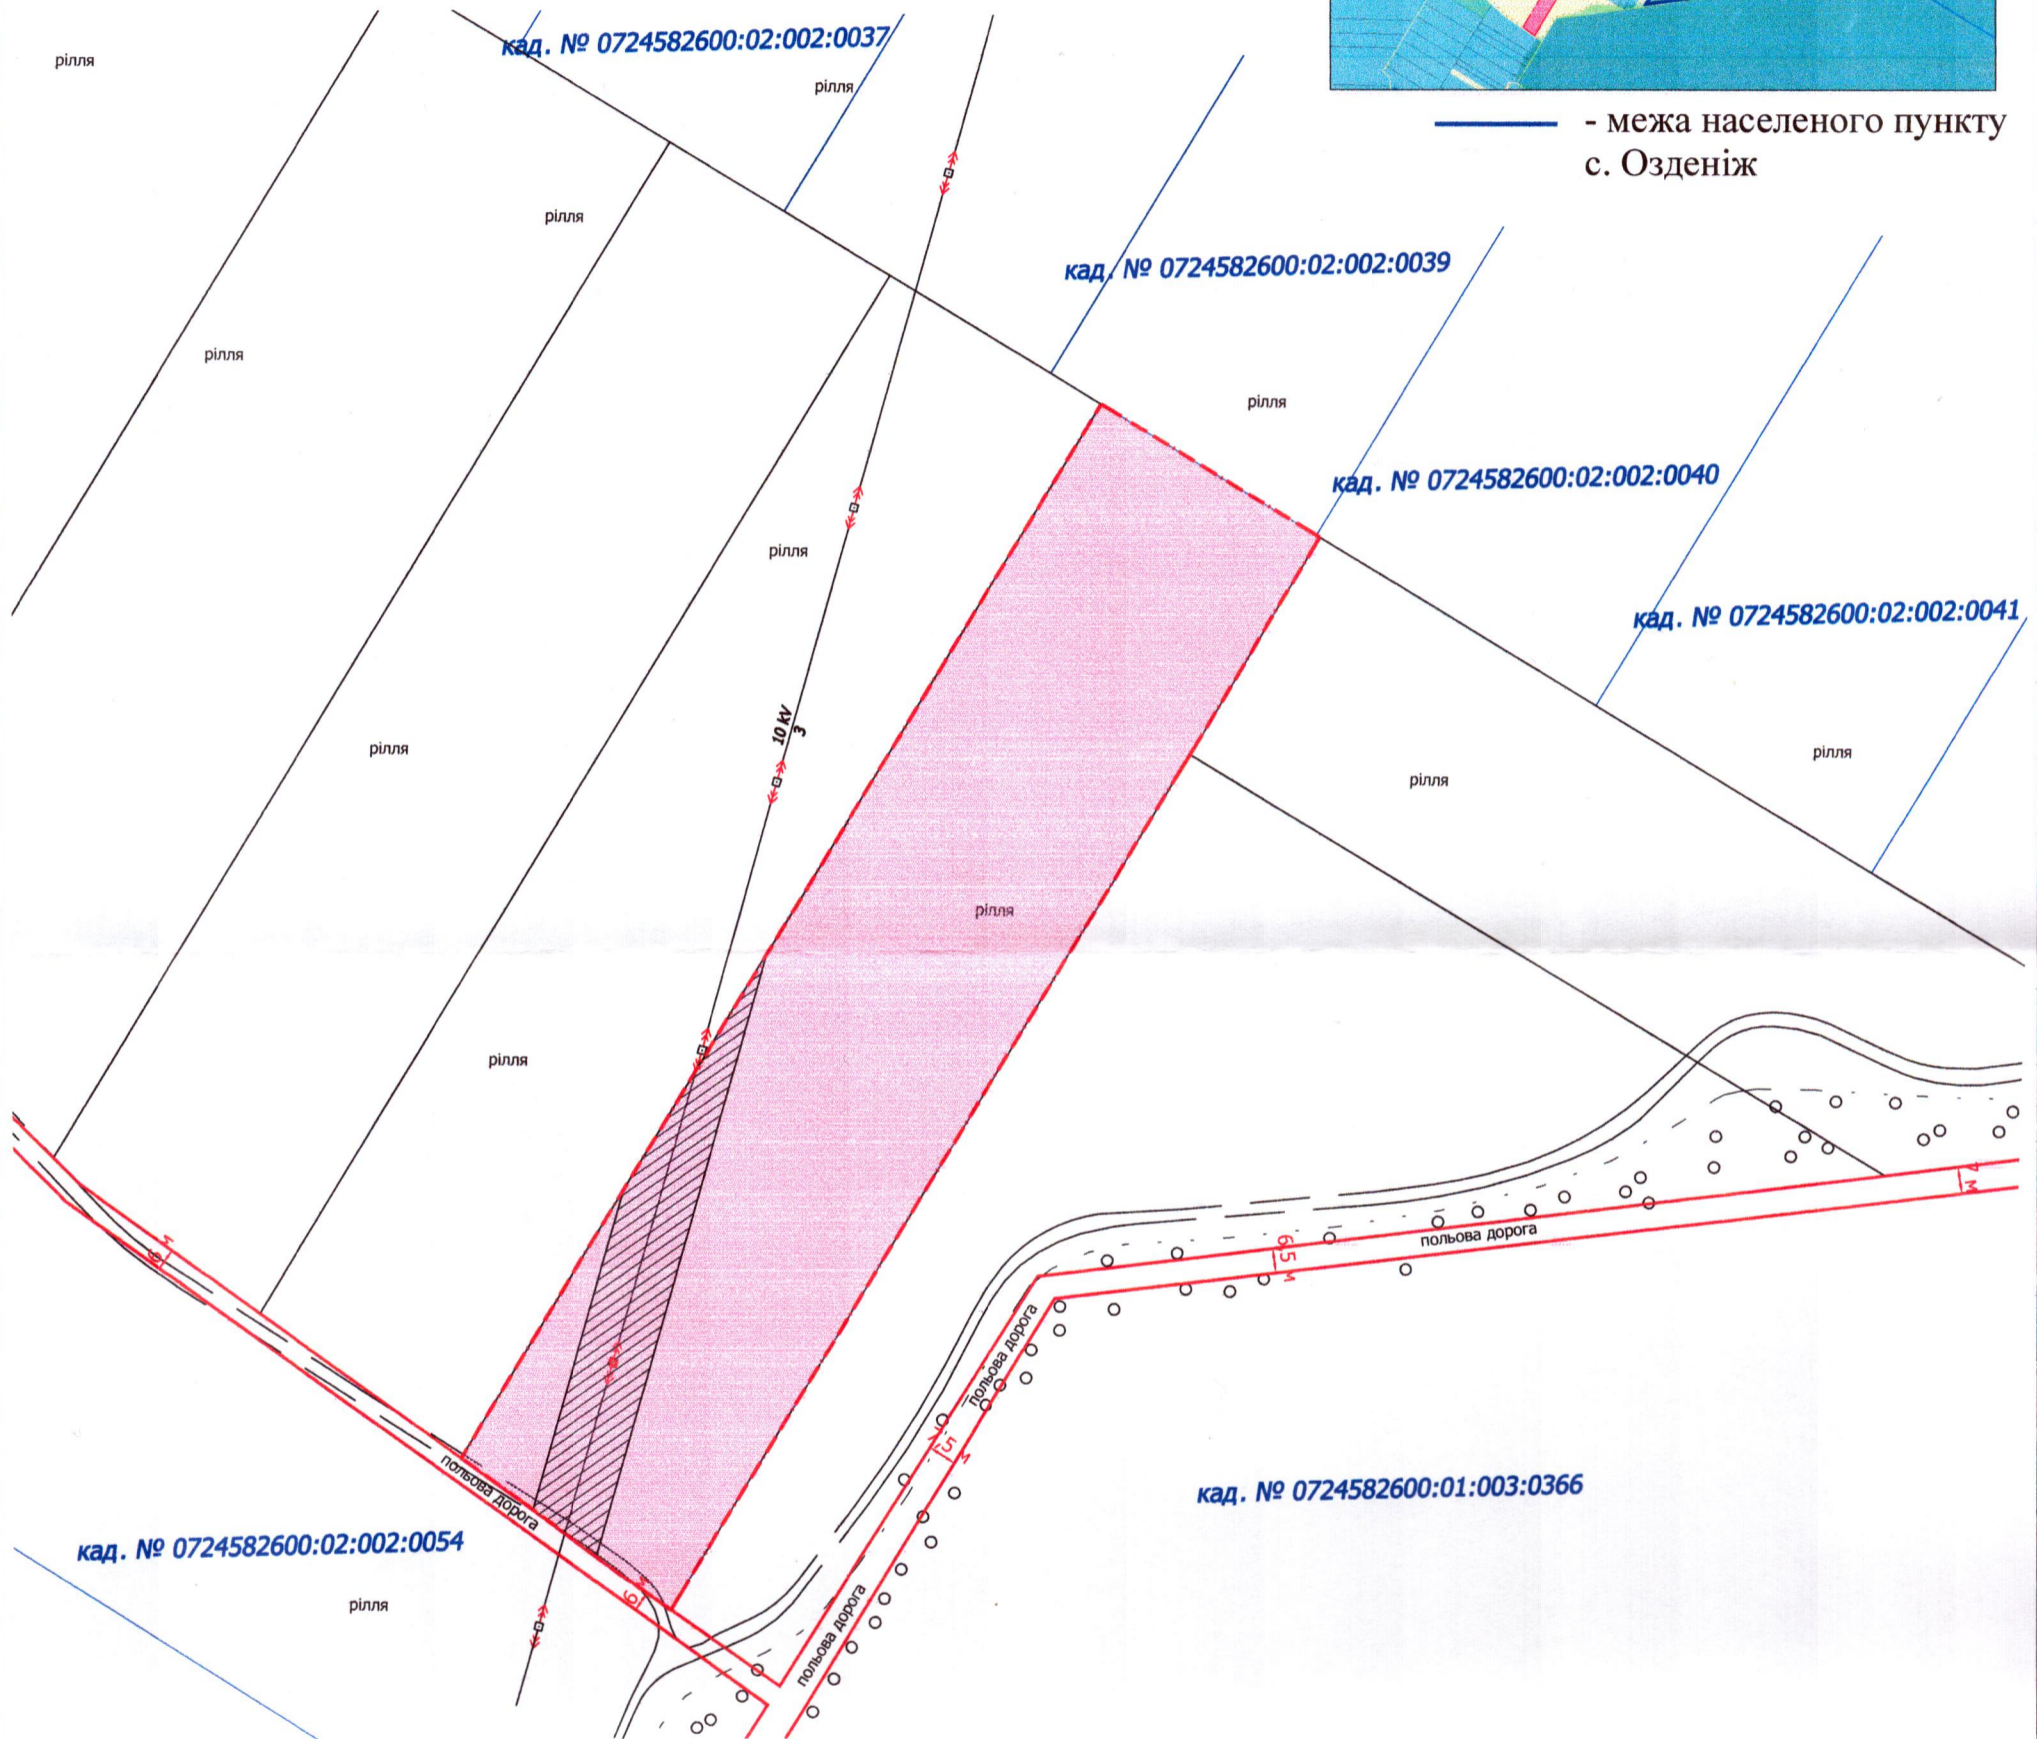 кад. № 0724582600:02:002:0037
рілля
рілля
- межа населеного пункту
с. Озденіж
рілля
кад. № 0724582600:02:002:0039
рілля
рілля
кад. № 0724582600:02:002:0040
рілля
кад. № 0724582600:02:002:0041
10 kV
3
рілля
рілля
рілля
рілля
рілля
7 м
6 м
6,5 м
польова дорога
польова дорога
7,5 м
польова дорога
кад. № 0724582600:01:003:0366
кад. № 0724582600:02:002:0054
рілля
6 м
польова дорога